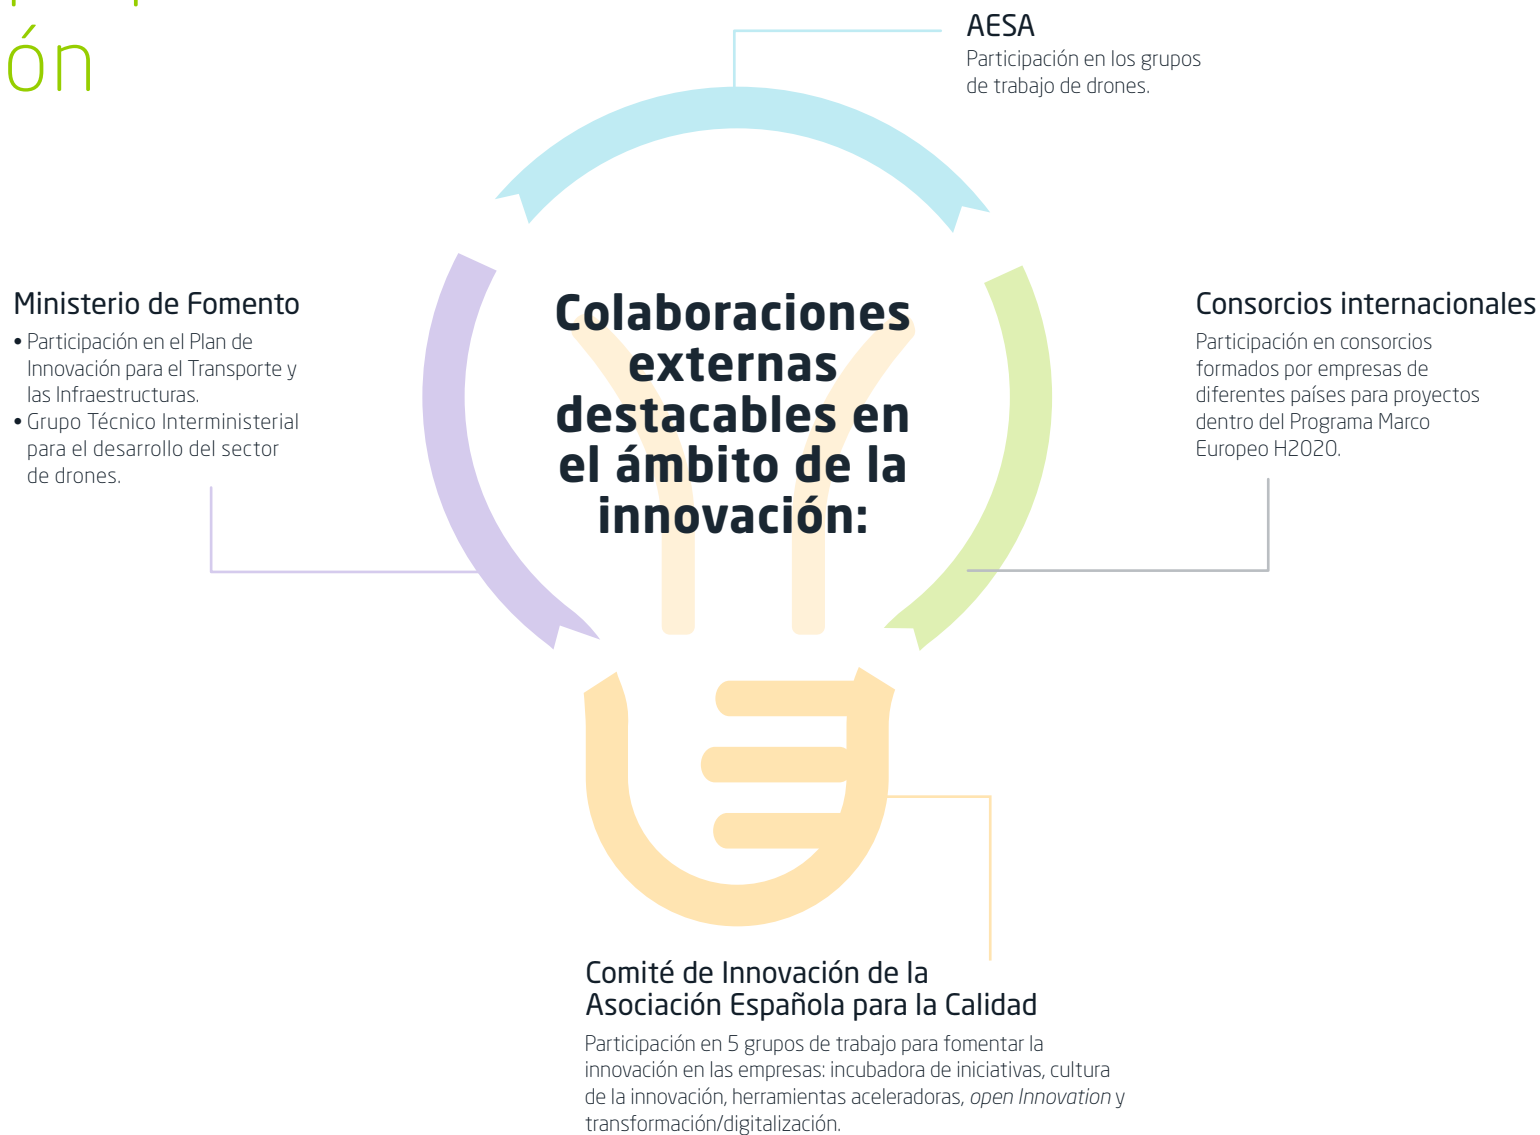 ón
AESA
Participación en los grupos
de trabajo de drones.
Ministerio de Fomento
• Participación en el Plan de
Innovación para el Transporte y
las Infraestructuras.
• Grupo Técnico Interministerial
para el desarrollo del sector
de drones.
Colaboraciones
externas
destacables en
el ámbito de la
innovación:
Consorcios internacionales
Participación en consorcios
formados por empresas de
diferentes países para proyectos
dentro del Programa Marco
Europeo H2020.
Comité de Innovación de la
Asociación Española para la Calidad
Participación en 5 grupos de trabajo para fomentar la
innovación en las empresas: incubadora de iniciativas, cultura
de la innovación, herramientas aceleradoras, open Innovation y
transformación/digitalización.